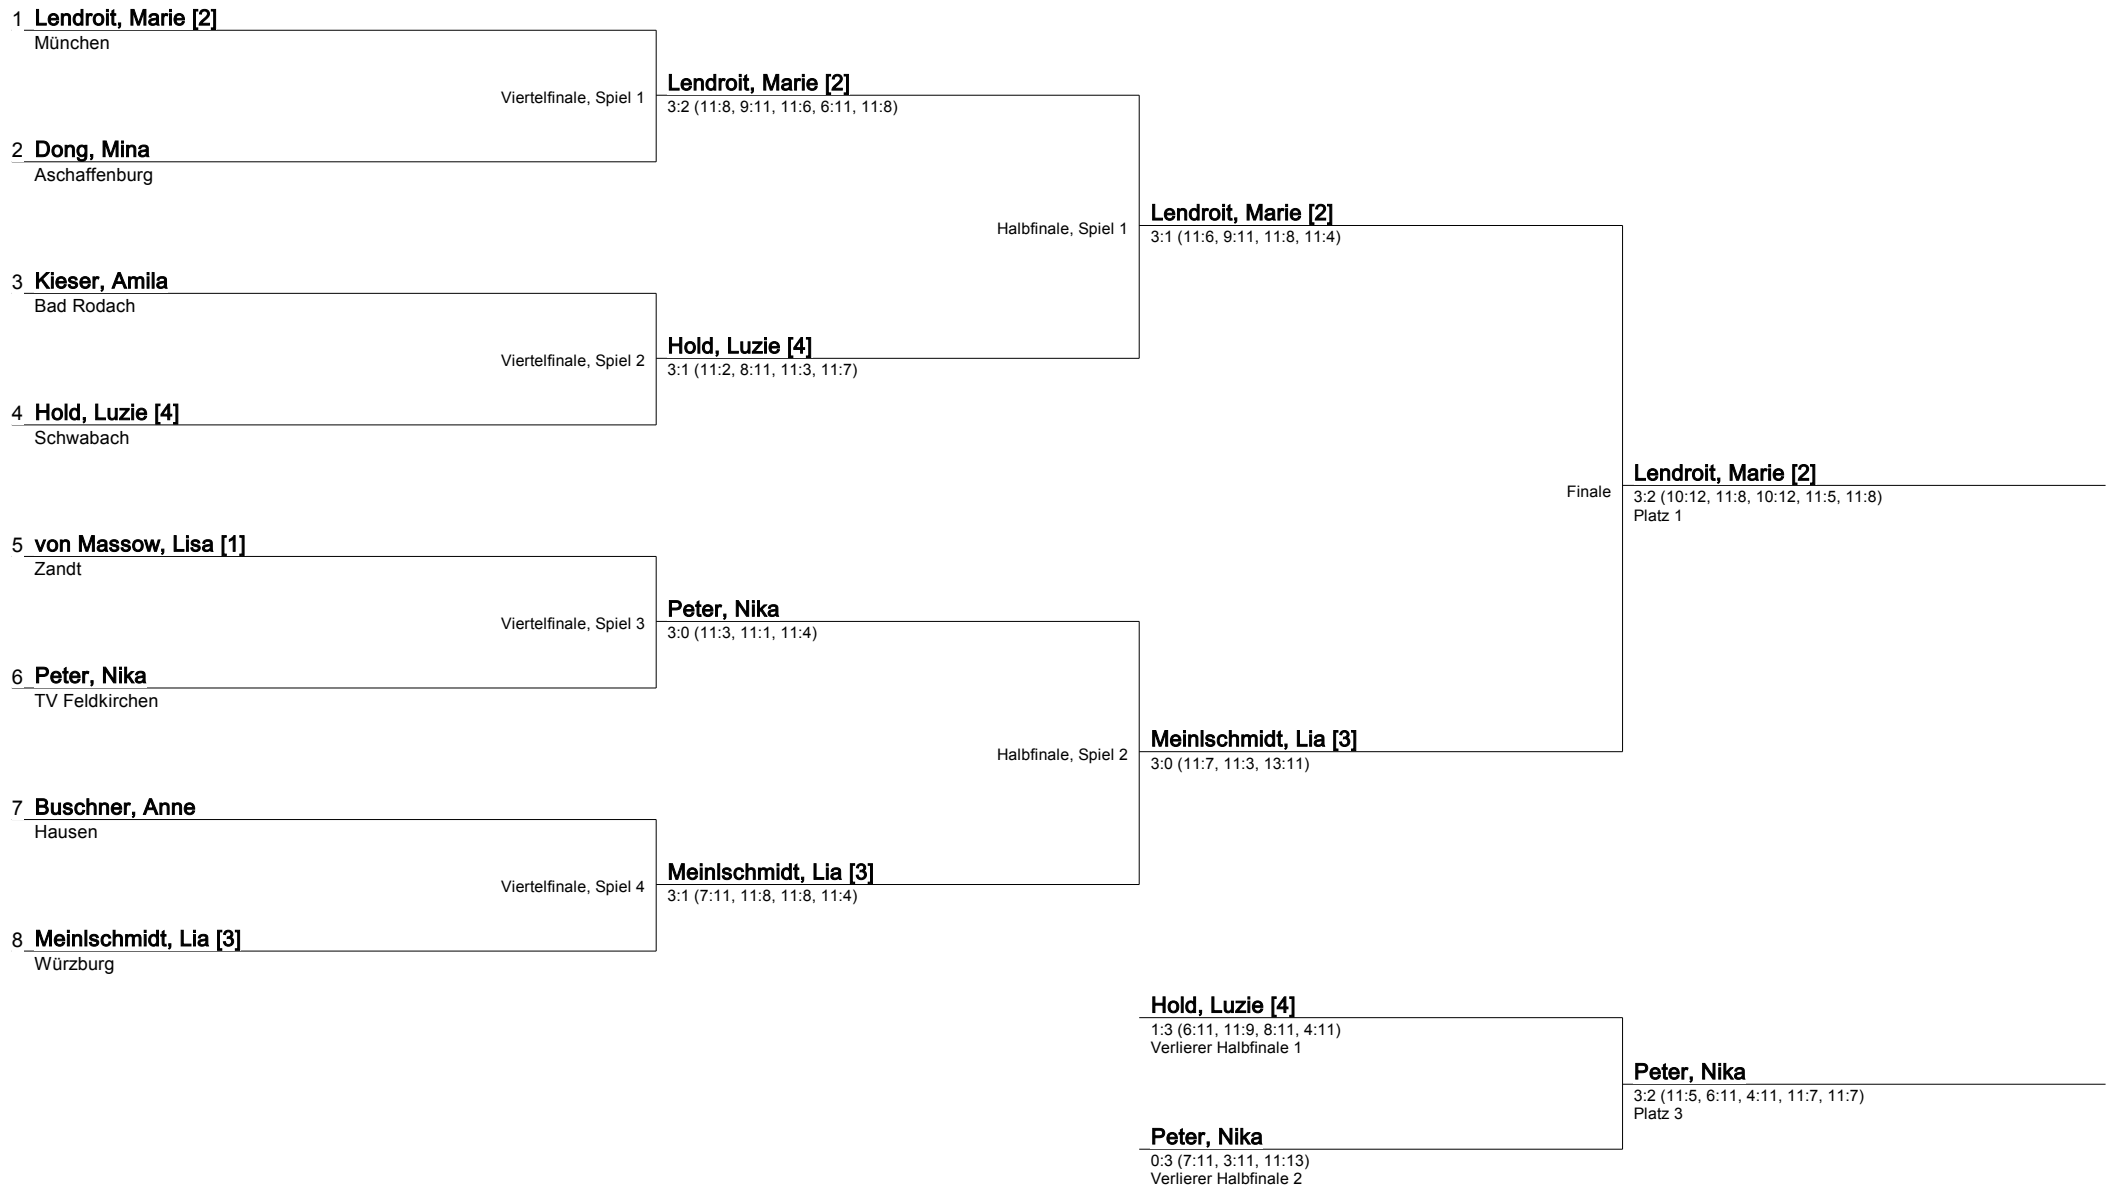 1 Lendroit, Marie [2]
München
Viertelfinale, Spiel 1
Lendroit, Marie [2]
3:2 (11:8, 9:11, 11:6, 6:11, 11:8)
2 Dong, Mina
Aschaffenburg
Halbfinale, Spiel 1
Lendroit, Marie [2]
3:1 (11:6, 9:11, 11:8, 11:4)
3 Kieser, Amila
Bad Rodach
Viertelfinale, Spiel 2
Hold, Luzie [4]
3:1 (11:2, 8:11, 11:3, 11:7)
4 Hold, Luzie [4]
Schwabach
Finale
Lendroit, Marie [2]
3:2 (10:12, 11:8, 10:12, 11:5, 11:8)
Platz 1
5 von Massow, Lisa [1]
Zandt
Viertelfinale, Spiel 3
Peter, Nika
3:0 (11:3, 11:1, 11:4)
6 Peter, Nika
TV Feldkirchen
Halbfinale, Spiel 2
Meinlschmidt, Lia [3]
3:0 (11:7, 11:3, 13:11)
7 Buschner, Anne
Hausen
Viertelfinale, Spiel 4
Meinlschmidt, Lia [3]
3:1 (7:11, 11:8, 11:8, 11:4)
8 Meinlschmidt, Lia [3]
Würzburg
Hold, Luzie [4]
1:3 (6:11, 11:9, 8:11, 4:11)
Verlierer Halbfinale 1
Peter, Nika
3:2 (11:5, 6:11, 4:11, 11:7, 11:7)
Platz 3
Peter, Nika
0:3 (7:11, 3:11, 11:13)
Verlierer Halbfinale 2